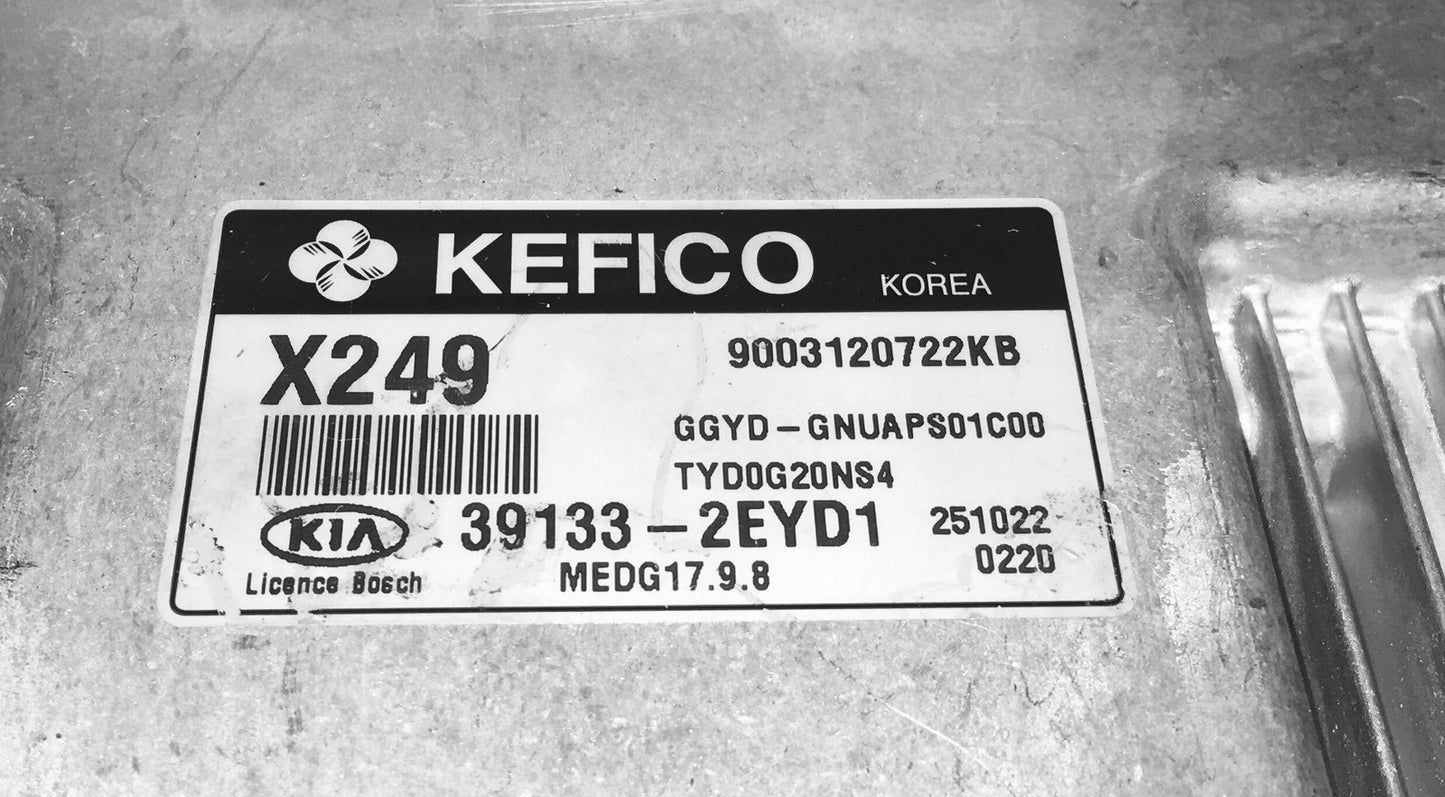 KEFICO KOREA
X249 9003120722KB
GGYD-GNUAPS01C00
TYD0G20NS4
KIA 39133-2EYD1 251022
Licence Bosch MEDG17.9.8 0220